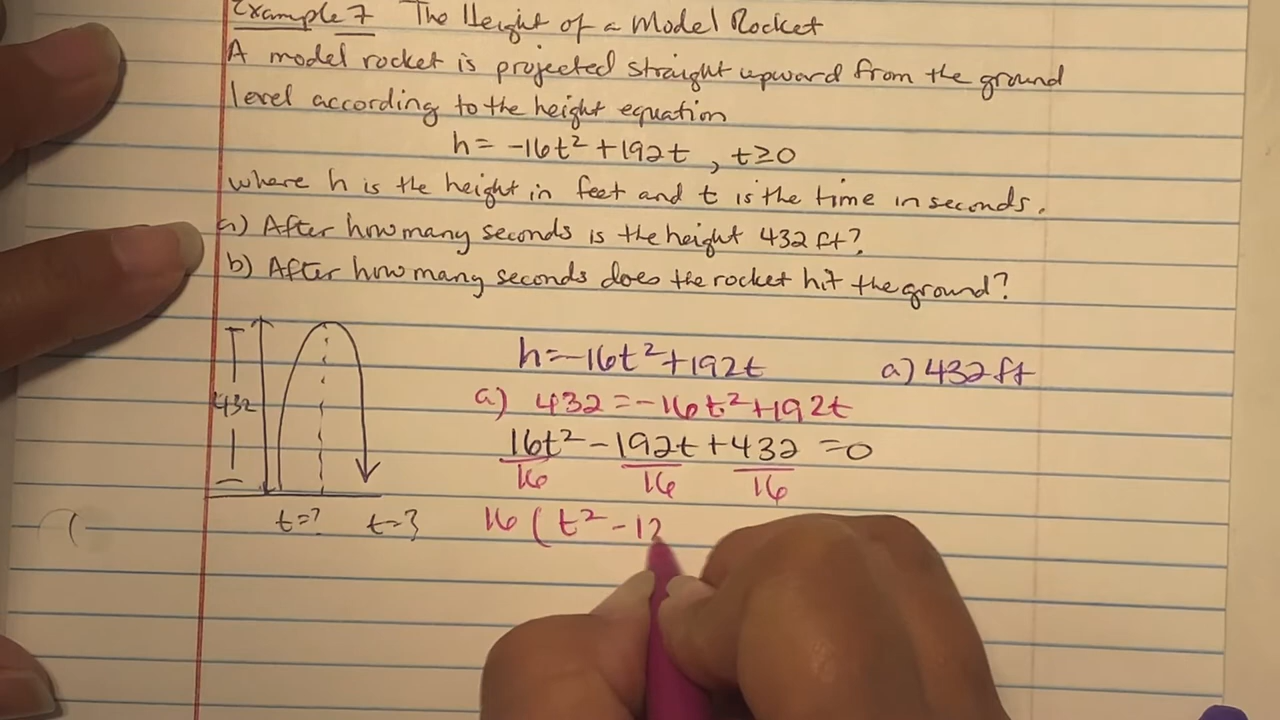 Example 7 The Height of a Model Rocket
A model rocket is projected straight upward from the ground
level according to the height equation
h= -16t² +192t , t≥0
where h is the height in feet and t is the time in seconds.
a) After how many seconds is the height 432 ft?
b) After how many seconds does the rocket hit the ground?
h=-16t²+192t a) 432 ft
a) 432 =-16t²+192t
432
16t² - 192t + 432 =0
16 16 16
t=? t=? 16 ( t² - 12